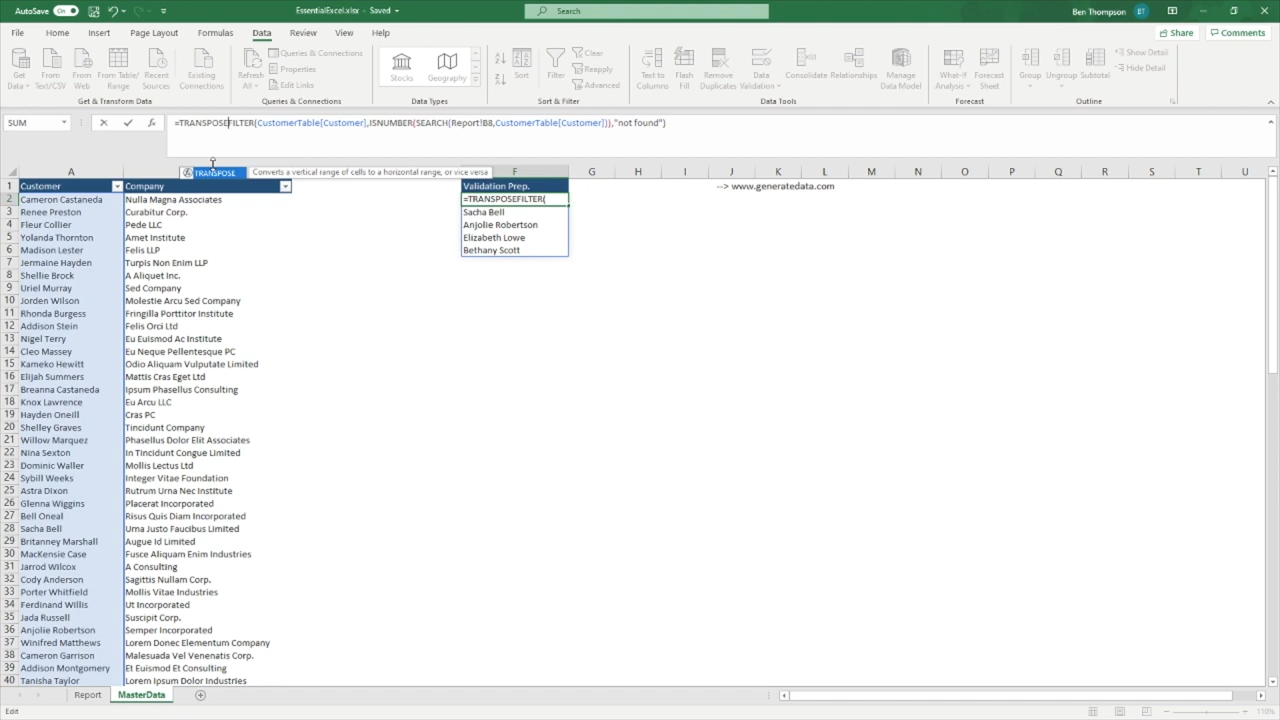 AutoSave On EssentialExcel.xlsx - Saved Search Ben Thompson BT
File Home Insert Page Layout Formulas Data Review View Help Share Comments
Get Data From Text/CSV From Web From Table/Range Recent Sources Existing Connections
Get & Transform Data
Refresh All Queries & Connections Properties Edit Links
Queries & Connections
Stocks Geography
Data Types
Sort Filter Clear Reapply Advanced
Sort & Filter
Text to Columns Flash Fill Remove Duplicates Data Validation Consolidate Relationships Manage Data Model
Data Tools
What-If Analysis Forecast Sheet
Forecast
Group Ungroup Subtotal Show Detail Hide Detail
Outline
SUM fx =TRANSPOSEFILTER(CustomerTable[Customer],ISNUMBER(SEARCH(Report!B8,CustomerTable[Customer])),"not found")
TRANSPOSE Converts a vertical range of cells to a horizontal range, or vice versa
A F G H I J K L M N O P Q R S T U
1 Customer Company Validation Prep. --> www.generatedata.com
2 Cameron Castaneda Nulla Magna Associates =TRANSPOSEFILTER(
3 Renee Preston Curabitur Corp. Sacha Bell
4 Fleur Collier Pede LLC Anjolie Robertson
5 Yolanda Thornton Amet Institute Elizabeth Lowe
6 Madison Lester Felis LLP Bethany Scott
7 Jermaine Hayden Turpis Non Enim LLP
8 Shellie Brock A Aliquet Inc.
9 Uriel Murray Sed Company
10 Jorden Wilson Molestie Arcu Sed Company
11 Rhonda Burgess Fringilla Porttitor Institute
12 Addison Stein Felis Orci Ltd
13 Nigel Terry Eu Euismod Ac Institute
14 Cleo Massey Eu Neque Pellentesque PC
15 Kameko Hewitt Odio Aliquam Vulputate Limited
16 Elijah Summers Mattis Cras Eget Ltd
17 Breanna Castaneda Ipsum Phasellus Consulting
18 Knox Lawrence Eu Arcu LLC
19 Hayden Oneill Cras PC
20 Shelley Graves Tincidunt Company
21 Willow Marquez Phasellus Dolor Elit Associates
22 Nina Sexton In Tincidunt Congue Limited
23 Dominic Waller Mollis Lectus Ltd
24 Sybill Weeks Integer Vitae Foundation
25 Astra Dixon Rutrum Urna Nec Institute
26 Glenna Wiggins Placerat Incorporated
27 Bell Oneal Risus Quis Diam Incorporated
28 Sacha Bell Urna Justo Faucibus Limited
29 Britanney Marshall Augue Id Limited
30 MacKensie Case Fusce Aliquam Enim Industries
31 Jarrod Wilcox A Consulting
32 Cody Anderson Sagittis Nullam Corp.
33 Porter Whitfield Mollis Vitae Industries
34 Ferdinand Willis Ut Incorporated
35 Jada Russell Suscipit Corp.
36 Anjolie Robertson Semper Incorporated
37 Winifred Matthews Lorem Donec Elementum Company
38 Cameron Garrison Malesuada Vel Venenatis Corp.
39 Addison Montgomery Et Euismod Et Consulting
40 Tanisha Taylor Lorem Ipsum Dolor Industries
Report MasterData
Edit 110%